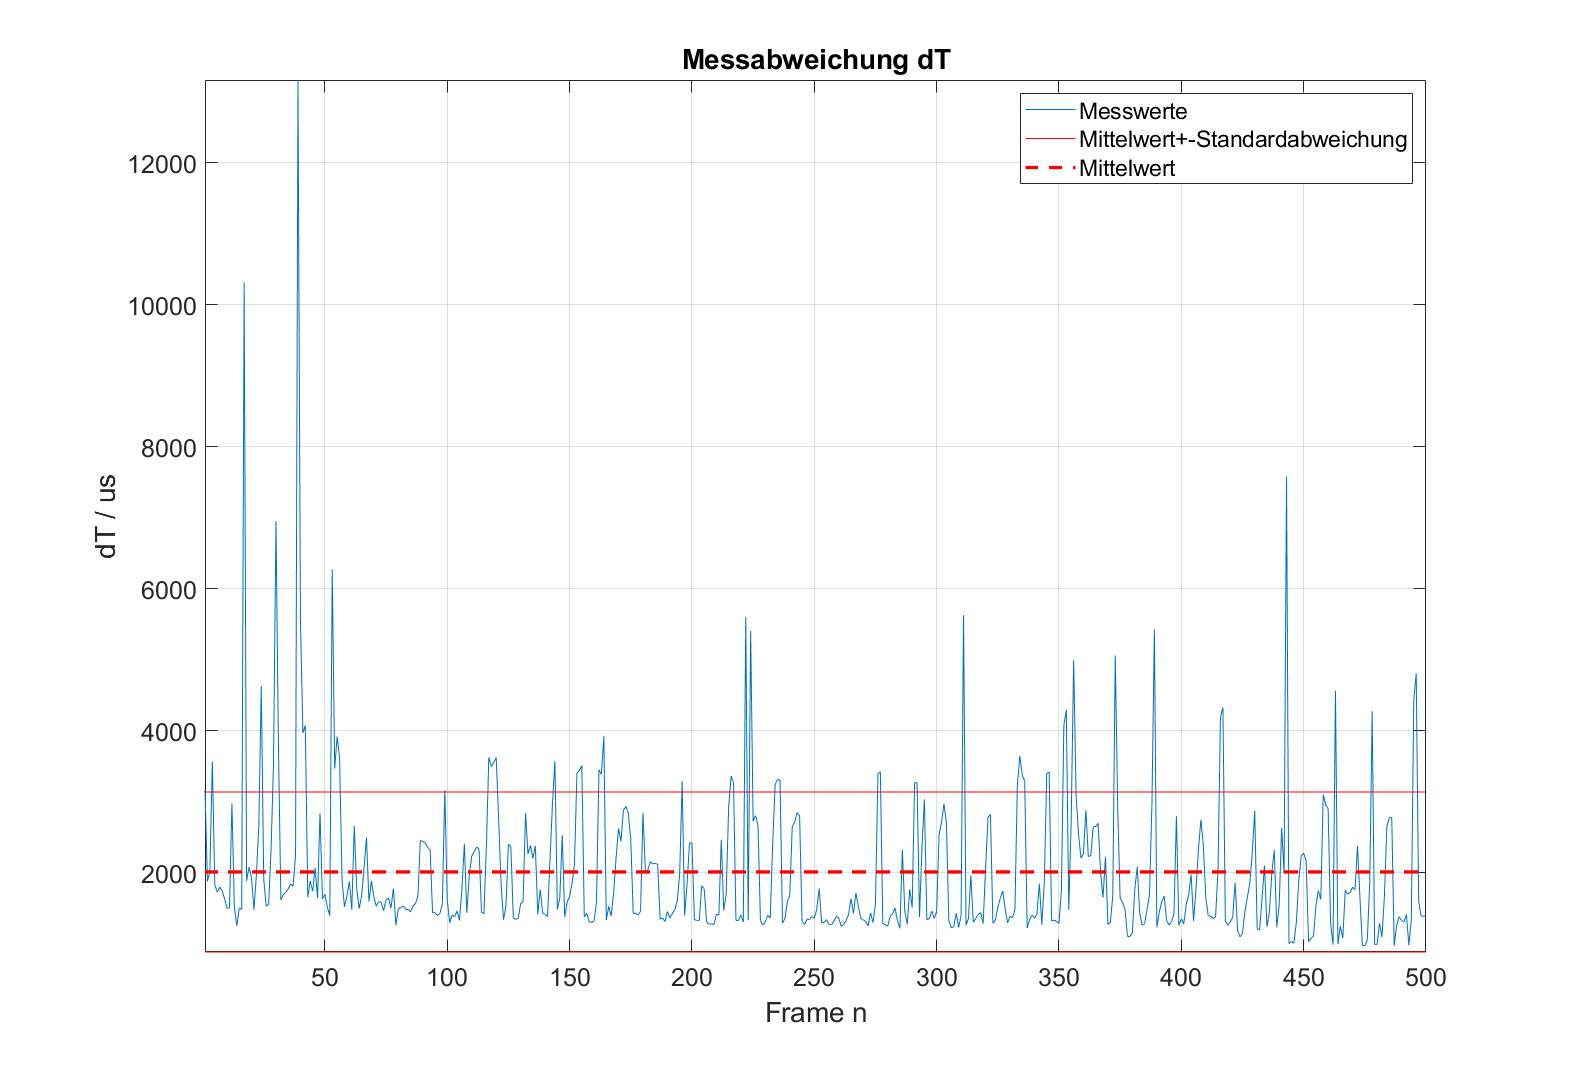 Messabweichung dT
Messwerte
Mittelwert+-Standardabweichung
Mittelwert
12000
10000
8000
6000
4000
2000
dT / us
50 100 150 200 250 300 350 400 450 500
Frame n